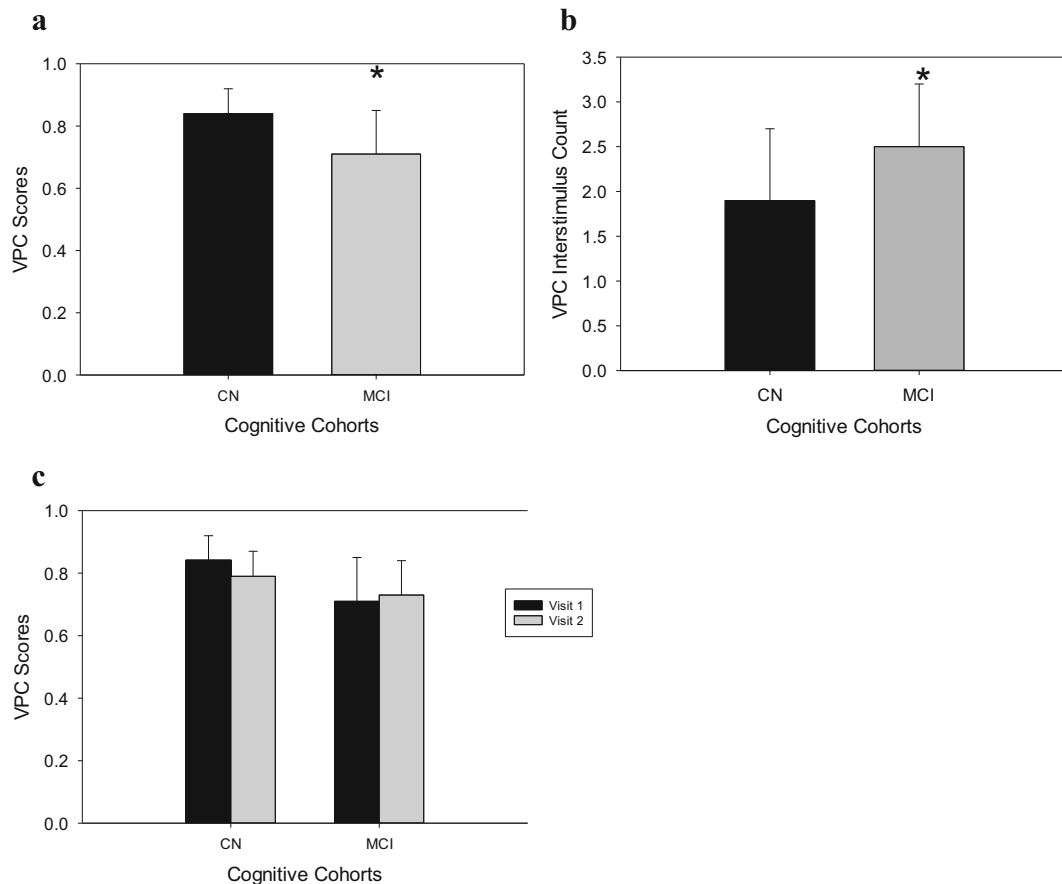 a
VPC Scores
1.0
0.8
0.6
0.4
0.2
0.0
*
CN
MCI
Cognitive Cohorts
b
VPC Interstimulus Count
3.5
3.0
2.5
2.0
1.5
1.0
0.5
0.0
*
CN
MCI
Cognitive Cohorts
c
VPC Scores
1.0
0.8
0.6
0.4
0.2
0.0
CN
MCI
Cognitive Cohorts
Visit 1
Visit 2